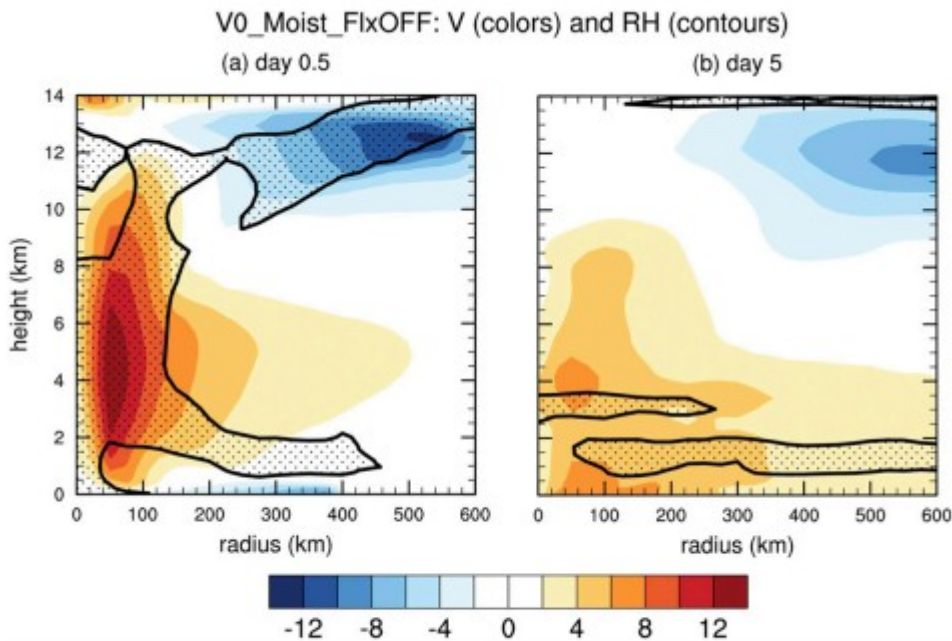 V0_Moist_FlxOFF: V (colors) and RH (contours)
(a) day 0.5
(b) day 5
14
12
10
8
6
4
2
0
height (km)
0 100 200 300 400 500 600
0 100 200 300 400 500 600
radius (km)
radius (km)
-12 -8 -4 0 4 8 12